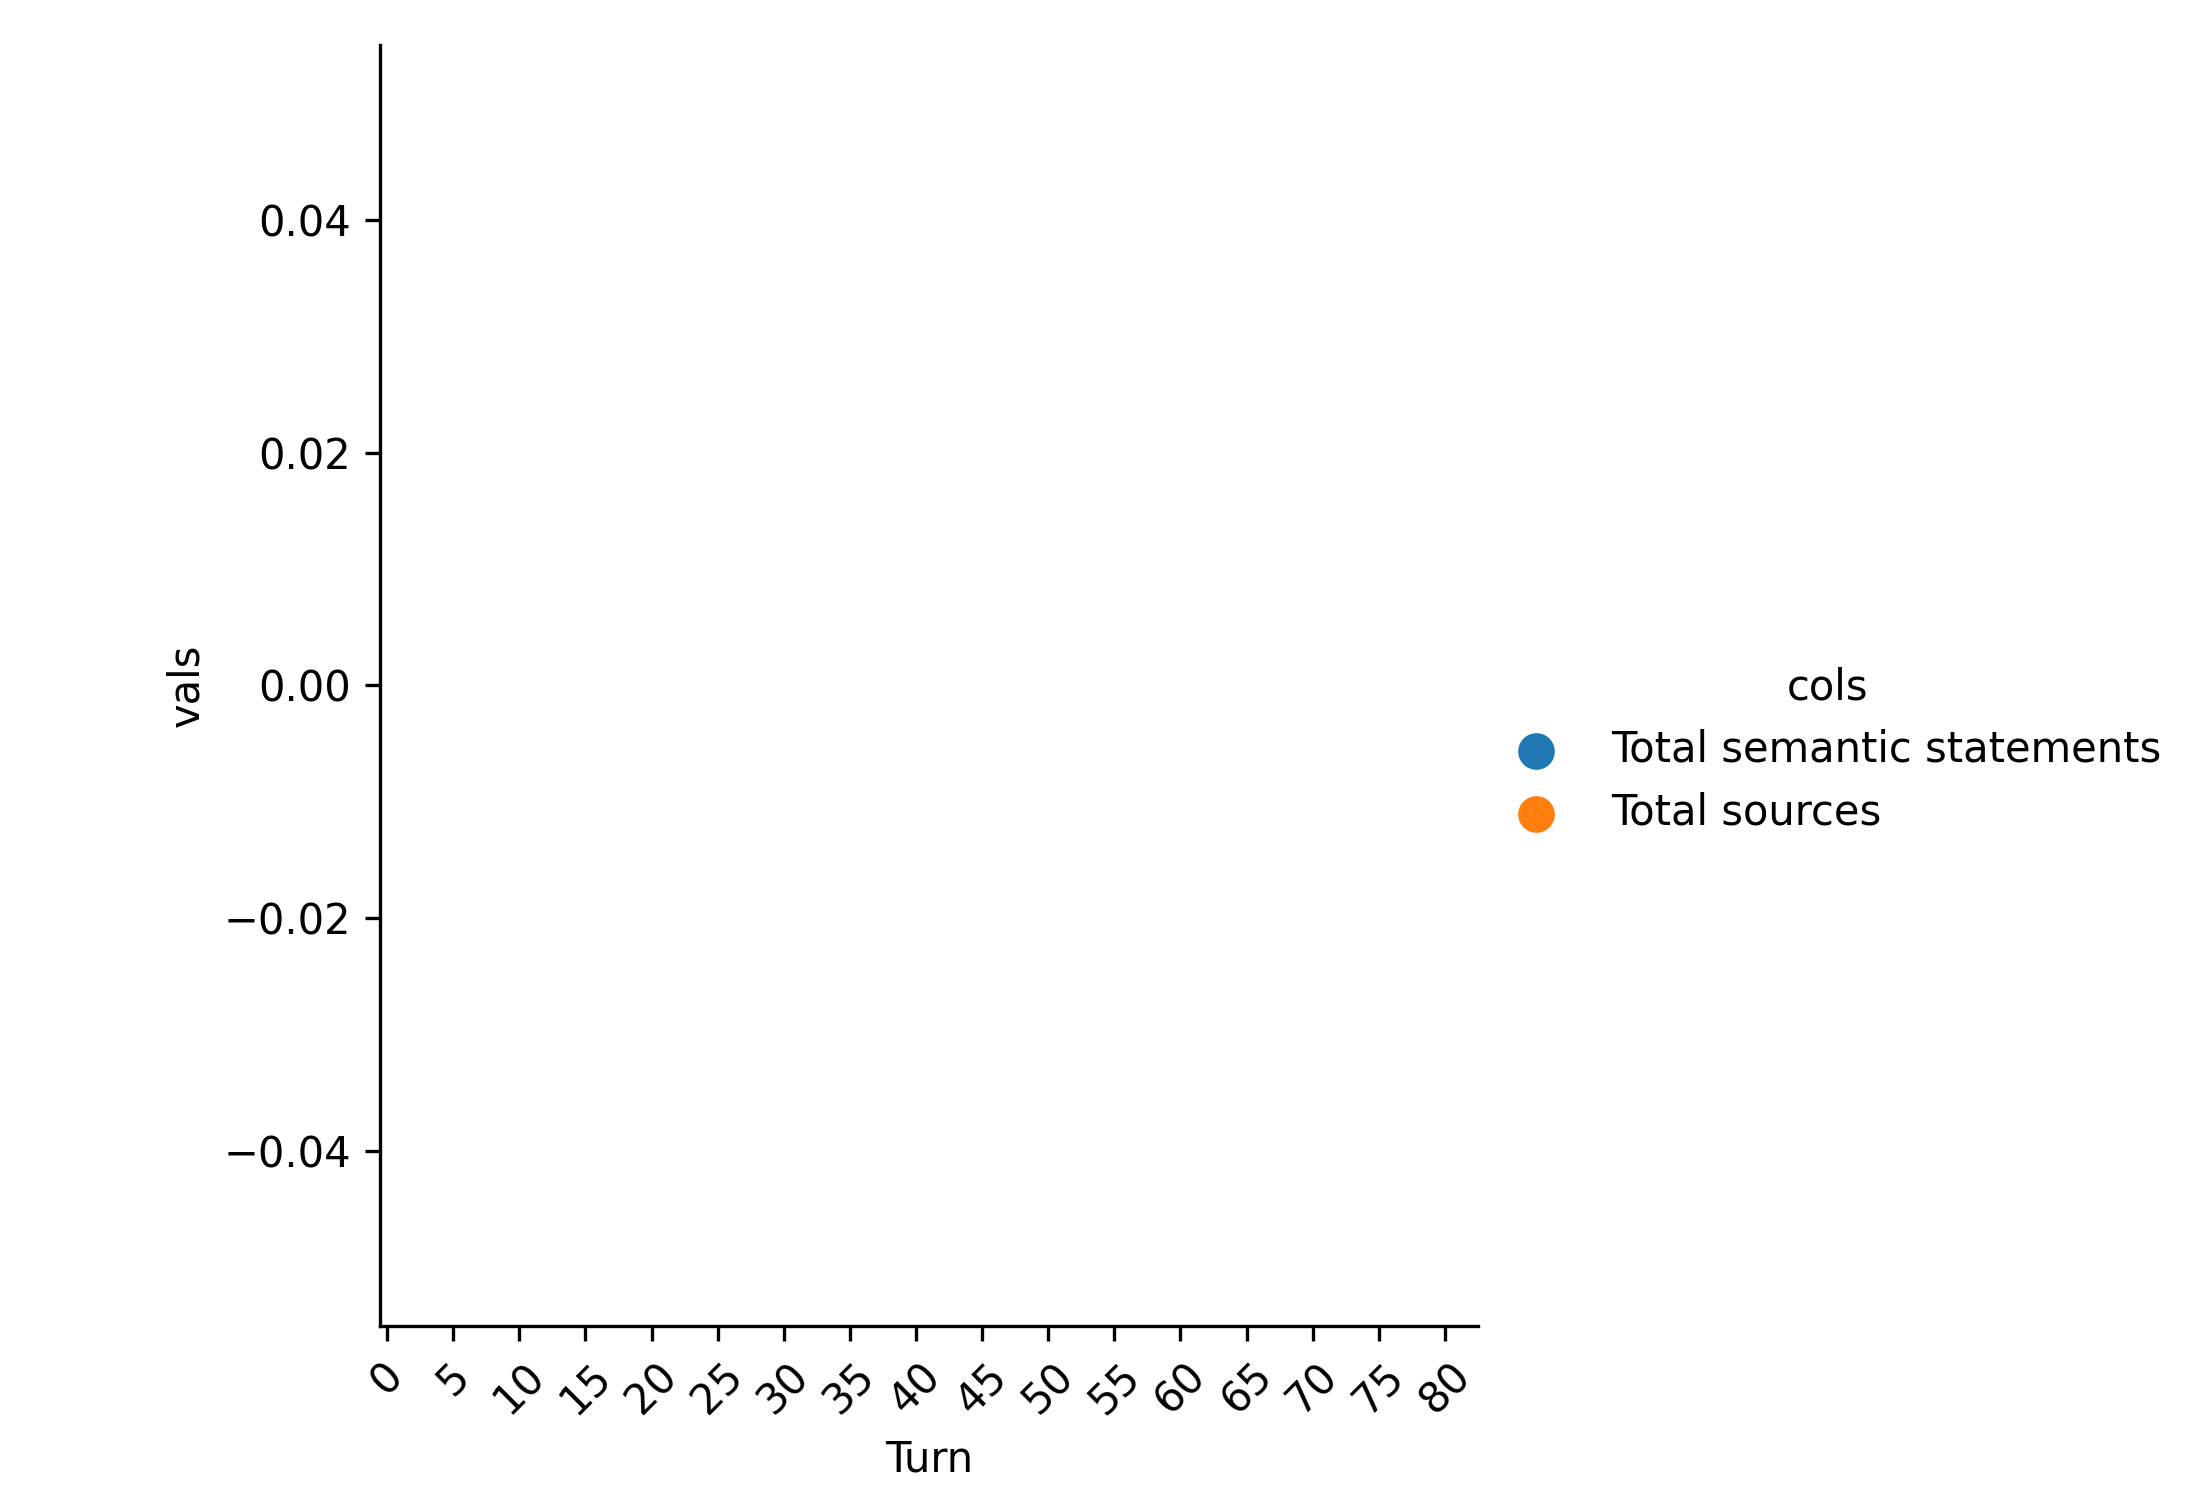 0.04
0.02
0.00
−0.02
−0.04
vals
0 5 10 15 20 25 30 35 40 45 50 55 60 65 70 75 80
Turn
cols
Total semantic statements
Total sources